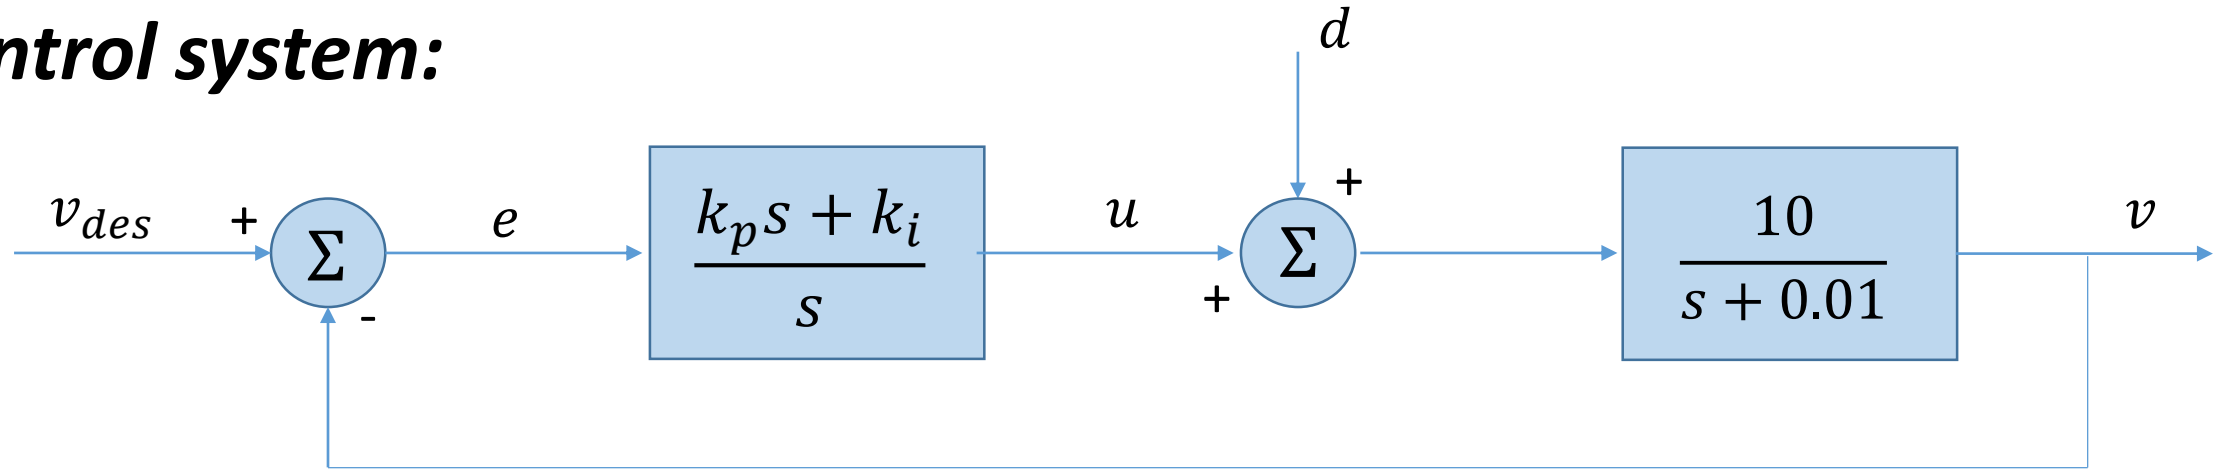 ntrol system:
d
v_des + Σ - e
(k_p s + k_i) / s
u + Σ +
10 / (s + 0.01)
v